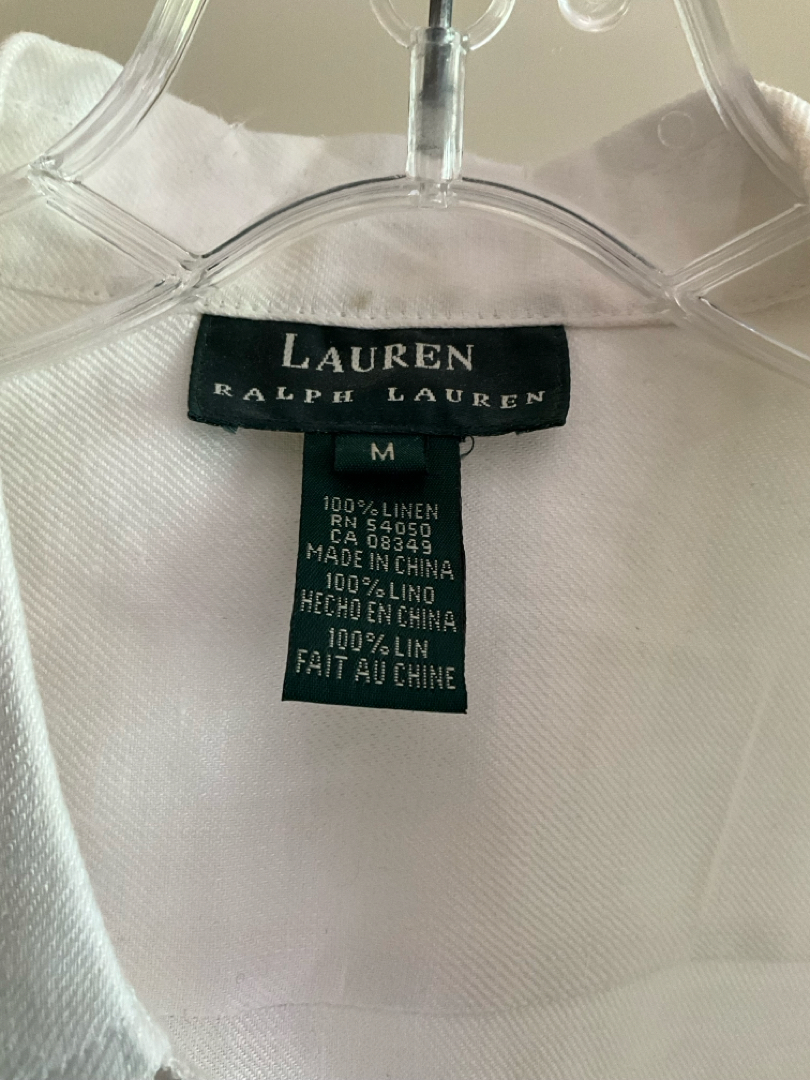 LAUREN
RALPH LAUREN
M
100% LINEN
RN 54050
CA 08349
MADE IN CHINA
100% LINO
HECHO EN CHINA
100% LIN
FAIT AU CHINE